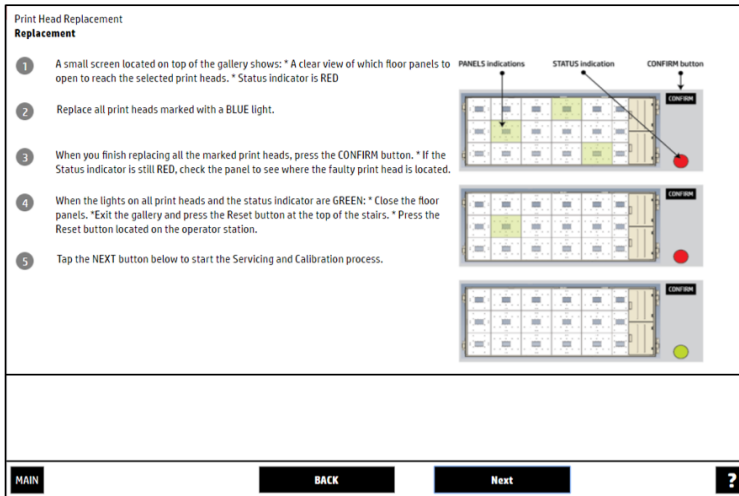 Print Head Replacement
Replacement
1
A small screen located on top of the gallery shows: * A clear view of which floor panels to
open to reach the selected print heads. * Status indicator is RED
2
Replace all print heads marked with a BLUE light.
3
When you finish replacing all the marked print heads, press the CONFIRM button. * If the
Status indicator is still RED, check the panel to see where the faulty print head is located.
4
When the lights on all print heads and the status indicator are GREEN: * Close the floor
panels. *Exit the gallery and press the Reset button at the top of the stairs. * Press the
Reset button located on the operator station.
5
Tap the NEXT button below to start the Servicing and Calibration process.
PANELS indications
STATUS indication
CONFIRM button
CONFIRM
CONFIRM
CONFIRM
MAIN
BACK
Next
?